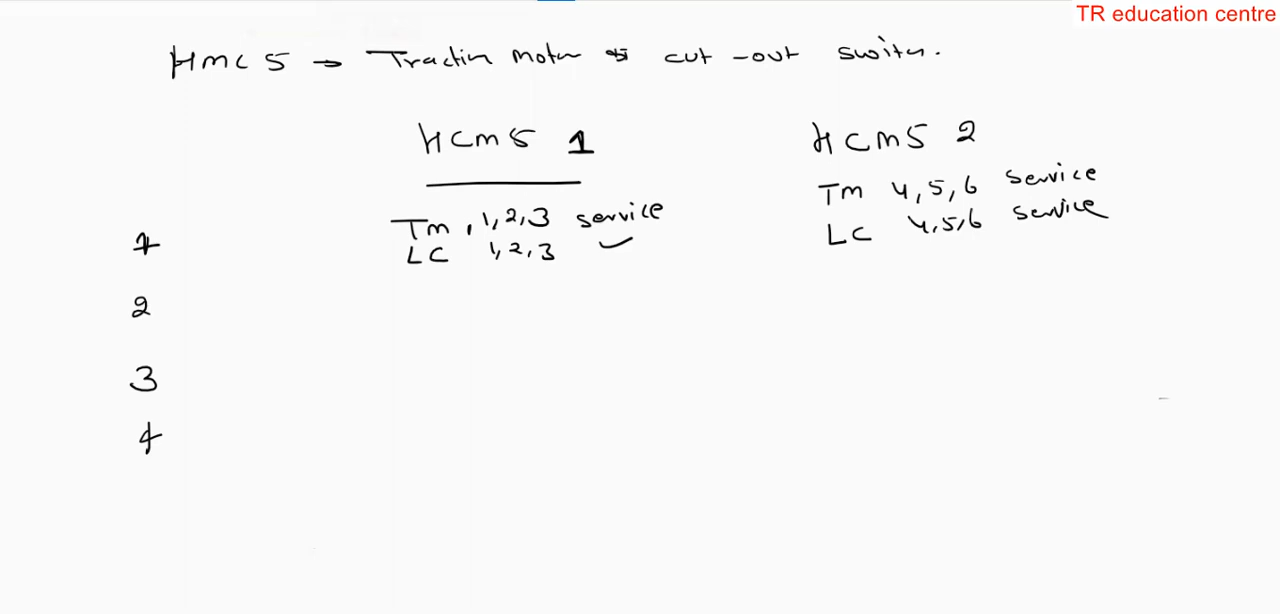 TR education centre
HMCS → Traction motor cut-out switch.
HCMS 1
HCMS 2
TM, 1,2,3 service
LC 1,2,3
TM 4,5,6 service
LC 4,5,6 service
1
2
3
4